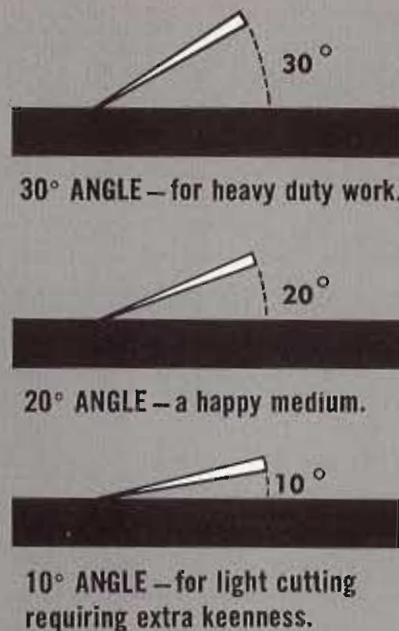 30°
30° ANGLE — for heavy duty work.
20°
20° ANGLE — a happy medium.
10°
10° ANGLE — for light cutting
requiring extra keenness.